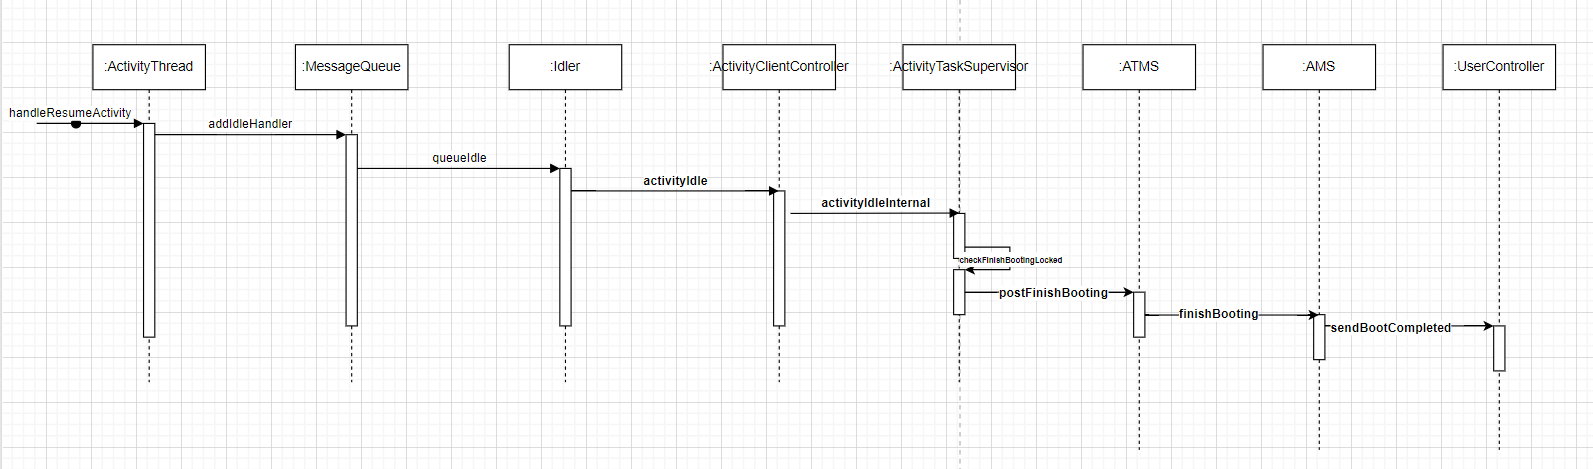 :ActivityThread
:MessageQueue
:Idler
:ActivityClientController
:ActivityTaskSupervisor
:ATMS
:AMS
:UserController
handleResumeActivity
addIdleHandler
queueIdle
activityIdle
activityIdleInternal
checkFinishBootingLocked
postFinishBooting
finishBooting
sendBootCompleted